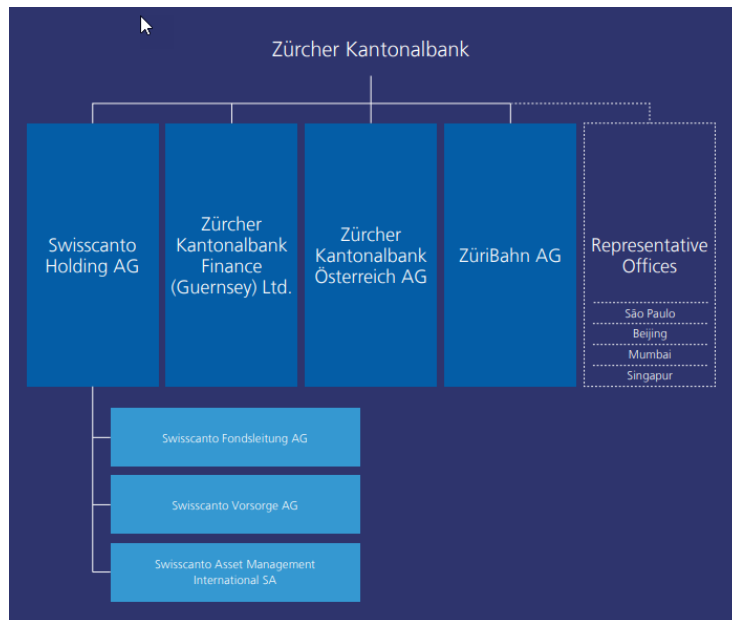 Zürcher Kantonalbank
Swisscanto
Holding AG
Zürcher
Kantonalbank
Finance
(Guernsey) Ltd.
Zürcher
Kantonalbank
Österreich AG
ZüriBahn AG
Representative
Offices
São Paulo
Beijing
Mumbai
Singapur
Swisscanto Fondsleitung AG
Swisscanto Vorsorge AG
Swisscanto Asset Management
International SA